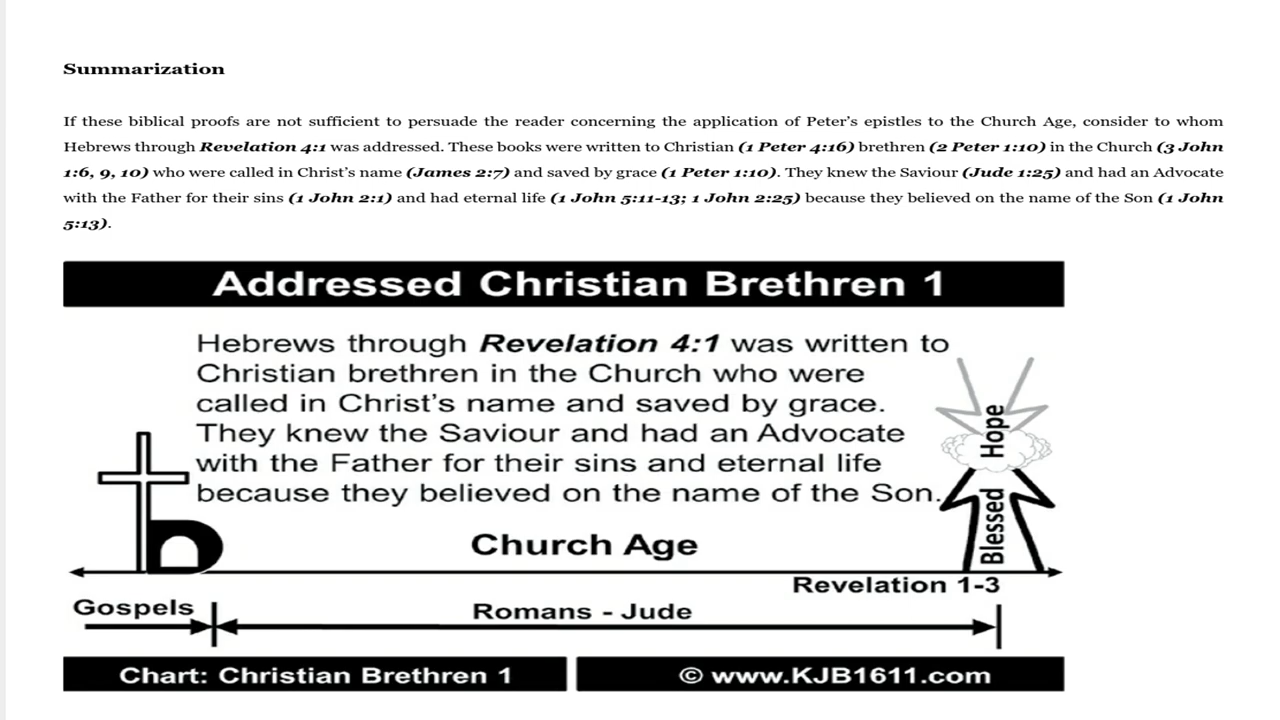 Summarization
If these biblical proofs are not sufficient to persuade the reader concerning the application of Peter's epistles to the Church Age, consider to whom
Hebrews through Revelation 4:1 was addressed. These books were written to Christian (1 Peter 4:16) brethren (2 Peter 1:10) in the Church (3 John
1:6, 9, 10) who were called in Christ's name (James 2:7) and saved by grace (1 Peter 1:10). They knew the Saviour (Jude 1:25) and had an Advocate
with the Father for their sins (1 John 2:1) and had eternal life (1 John 5:11-13; 1 John 2:25) because they believed on the name of the Son (1 John
5:13).
Addressed Christian Brethren 1
Hebrews through Revelation 4:1 was written to
Christian brethren in the Church who were
called in Christ's name and saved by grace.
They knew the Saviour and had an Advocate
with the Father for their sins and eternal life
because they believed on the name of the Son.
Blessed Hope
Church Age
Revelation 1-3
Gospels
Romans - Jude
Chart: Christian Brethren 1
© www.KJB1611.com